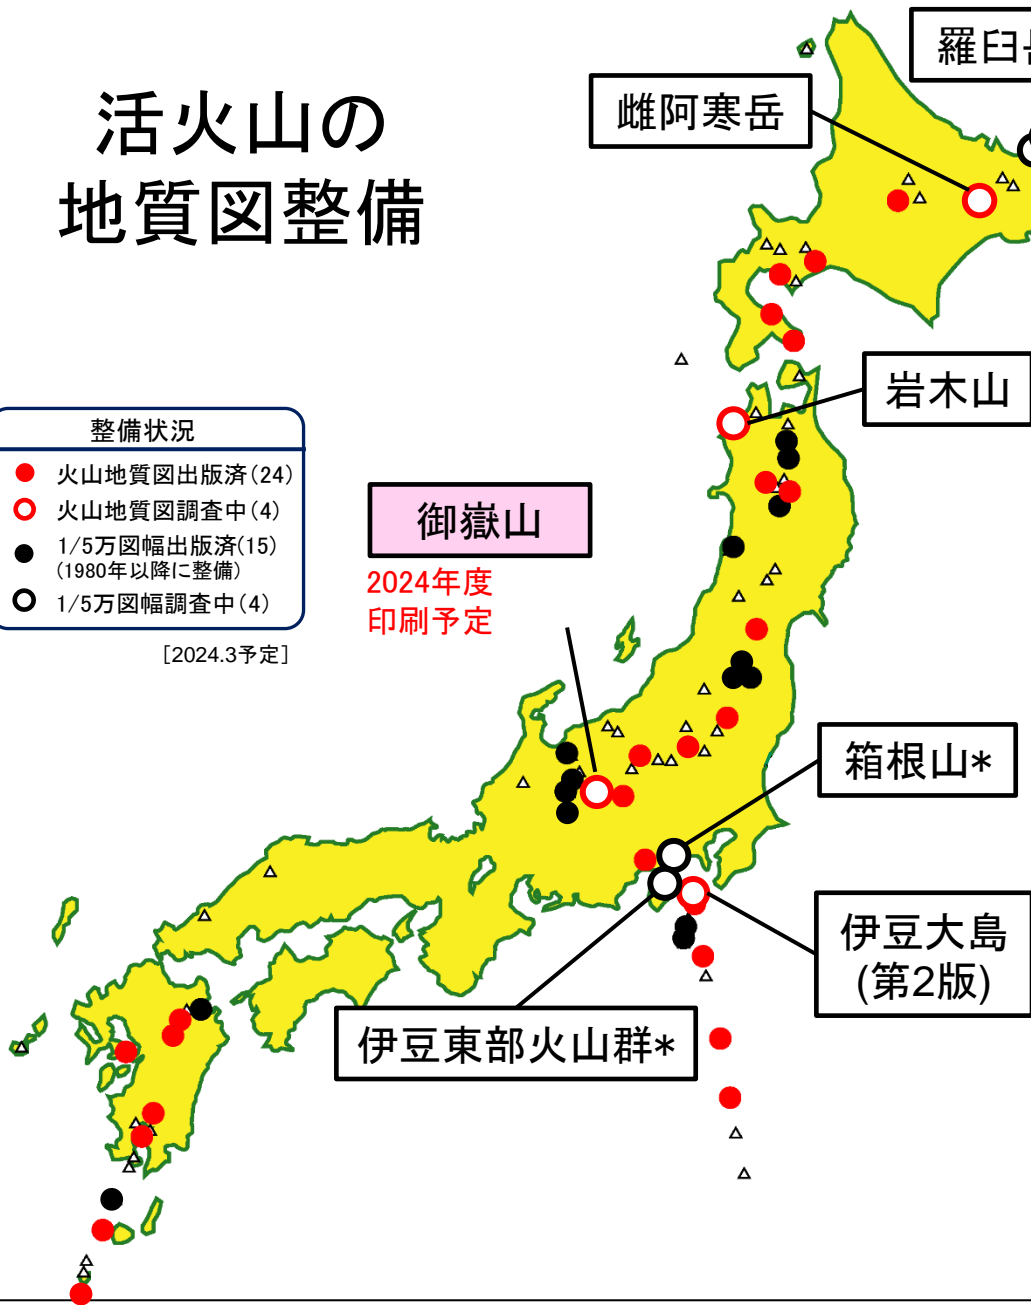 活火山の
地質図整備
羅臼
雌阿寒岳
岩木山
整備状況
火山地質図出版済(24)
火山地質図調査中(4)
1/5万図幅出版済(15)
(1980年以降に整備)
1/5万図幅調査中(4)
[2024.3予定]
御嶽山
2024年度
印刷予定
箱根山*
伊豆大島
(第2版)
伊豆東部火山群*